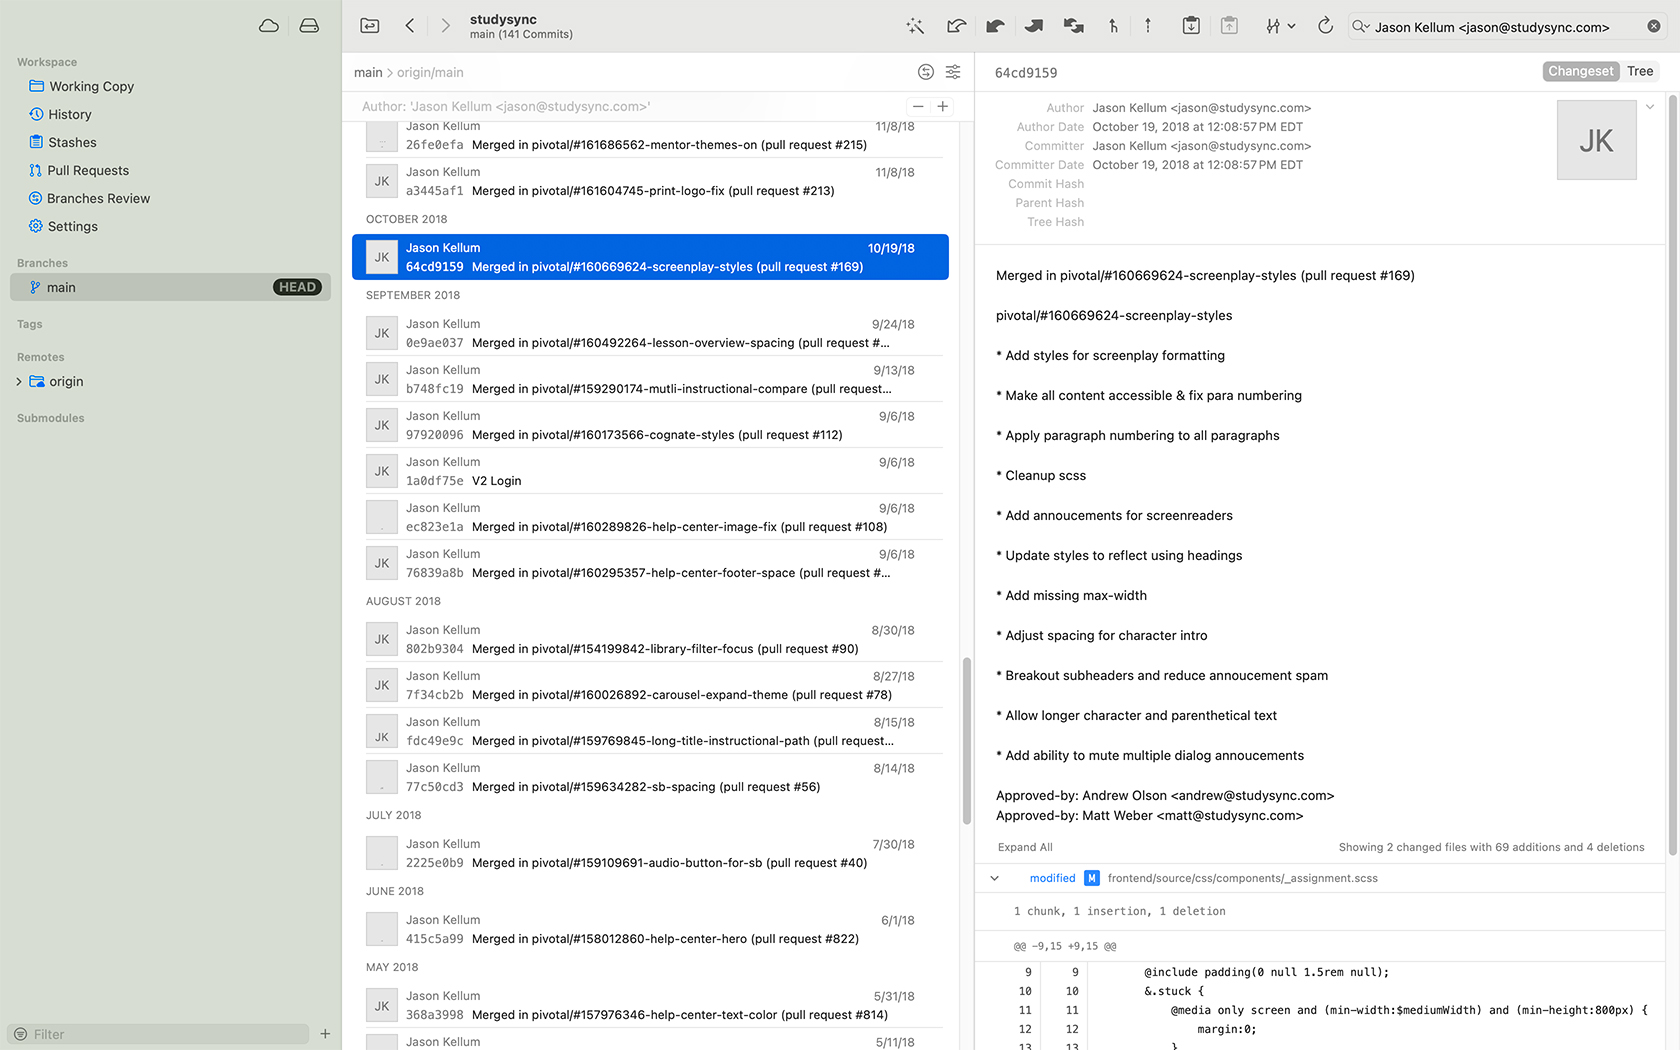 studysync
main (141 Commits)
Jason Kellum <jason@studysync.com>
Workspace
Working Copy
History
Stashes
Pull Requests
Branches Review
Settings
Branches
main
HEAD
Tags
Remotes
origin
Submodules
Filter
main > origin/main
Author: 'Jason Kellum <jason@studysync.com>'
Jason Kellum 11/8/18
26fe0efa Merged in pivotal/#161686562-mentor-themes-on (pull request #215)
JK
Jason Kellum 11/8/18
a3445af1 Merged in pivotal/#161604745-print-logo-fix (pull request #213)
OCTOBER 2018
JK
Jason Kellum 10/19/18
64cd9159 Merged in pivotal/#160669624-screenplay-styles (pull request #169)
SEPTEMBER 2018
JK
Jason Kellum 9/24/18
0e9ae037 Merged in pivotal/#160492264-lesson-overview-spacing (pull request #...
JK
Jason Kellum 9/13/18
b748fc19 Merged in pivotal/#159290174-mutli-instructional-compare (pull request...
JK
Jason Kellum 9/6/18
97920096 Merged in pivotal/#160173566-cognate-styles (pull request #112)
JK
Jason Kellum 9/6/18
1a0df75e V2 Login
Jason Kellum 9/6/18
ec823e1a Merged in pivotal/#160289826-help-center-image-fix (pull request #108)
JK
Jason Kellum 9/6/18
76839a8b Merged in pivotal/#160295357-help-center-footer-space (pull request #...
AUGUST 2018
JK
Jason Kellum 8/30/18
802b9304 Merged in pivotal/#154199842-library-filter-focus (pull request #90)
JK
Jason Kellum 8/27/18
7f34cb2b Merged in pivotal/#160026892-carousel-expand-theme (pull request #78)
JK
Jason Kellum 8/15/18
fdc49e9c Merged in pivotal/#159769845-long-title-instructional-path (pull request...
Jason Kellum 8/14/18
77c50cd3 Merged in pivotal/#159634282-sb-spacing (pull request #56)
JULY 2018
Jason Kellum 7/30/18
2225e0b9 Merged in pivotal/#159109691-audio-button-for-sb (pull request #40)
JUNE 2018
Jason Kellum 6/1/18
415c5a99 Merged in pivotal/#158012860-help-center-hero (pull request #822)
MAY 2018
JK
Jason Kellum 5/31/18
368a3998 Merged in pivotal/#157976346-help-center-text-color (pull request #814)
Jason Kellum 5/11/18
64cd9159
Changeset Tree
Author Jason Kellum <jason@studysync.com>
Author Date October 19, 2018 at 12:08:57 PM EDT
Committer Jason Kellum <jason@studysync.com>
Committer Date October 19, 2018 at 12:08:57 PM EDT
Commit Hash
Parent Hash
Tree Hash
JK
Merged in pivotal/#160669624-screenplay-styles (pull request #169)
pivotal/#160669624-screenplay-styles
* Add styles for screenplay formatting
* Make all content accessible & fix para numbering
* Apply paragraph numbering to all paragraphs
* Cleanup scss
* Add annoucements for screenreaders
* Update styles to reflect using headings
* Add missing max-width
* Adjust spacing for character intro
* Breakout subheaders and reduce annoucement spam
* Allow longer character and parenthetical text
* Add ability to mute multiple dialog annoucements
Approved-by: Andrew Olson <andrew@studysync.com>
Approved-by: Matt Weber <matt@studysync.com>
Expand All
Showing 2 changed files with 69 additions and 4 deletions
modified M frontend/source/css/components/_assignment.scss
1 chunk, 1 insertion, 1 deletion
@@ -9,15 +9,15 @@
9 9 @include padding(0 null 1.5rem null);
10 10 &.stuck {
11 11 @media only screen and (min-width:$mediumWidth) and (min-height:800px) {
12 12 margin:0;
13 13 }